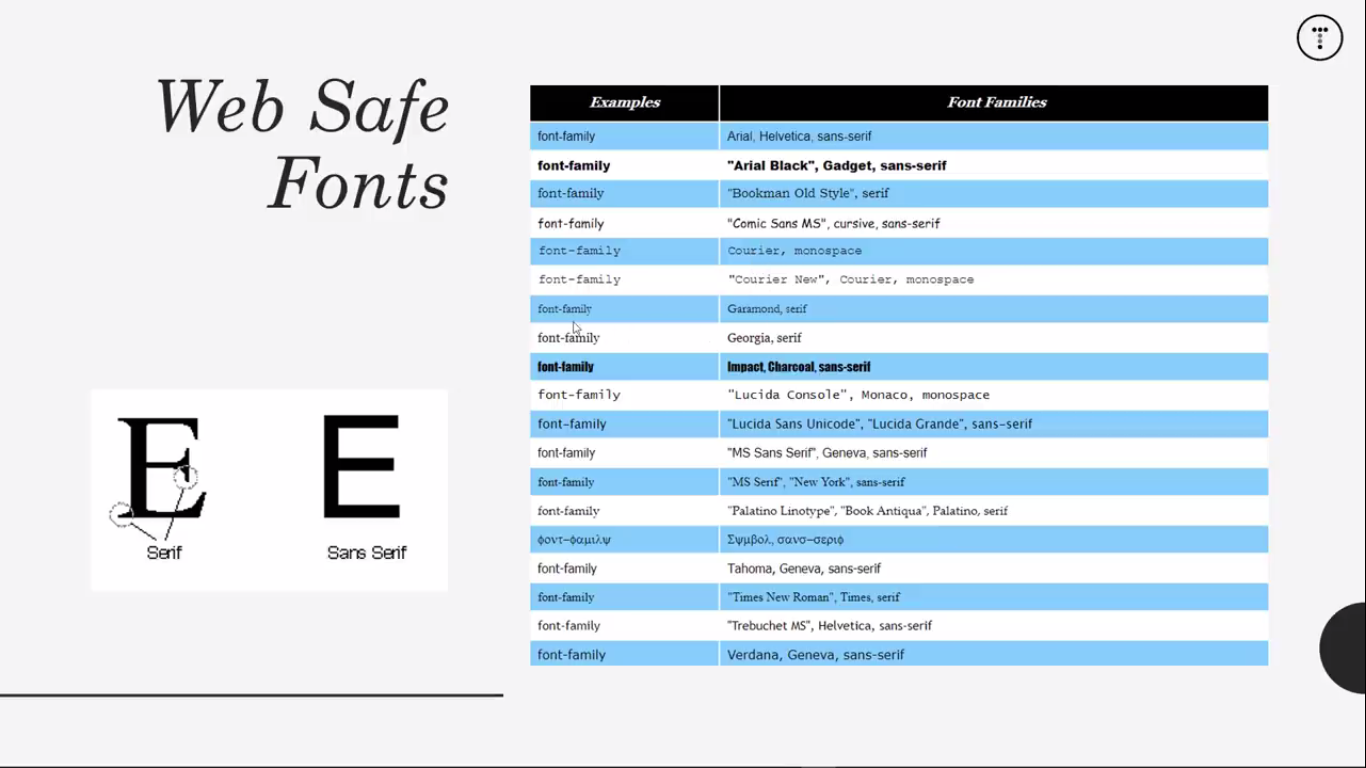 Web Safe
Fonts
Examples Font Families
font-family Arial, Helvetica, sans-serif
font-family "Arial Black", Gadget, sans-serif
font-family "Bookman Old Style", serif
font-family "Comic Sans MS", cursive, sans-serif
font-family Courier, monospace
font-family "Courier New", Courier, monospace
font-family Garamond, serif
font-family Georgia, serif
font-family Impact, Charcoal, sans-serif
font-family "Lucida Console", Monaco, monospace
font-family "Lucida Sans Unicode", "Lucida Grande", sans-serif
font-family "MS Sans Serif", Geneva, sans-serif
font-family "MS Serif", "New York", sans-serif
font-family "Palatino Linotype", "Book Antiqua", Palatino, serif
φοντ−φαμιλψ Σψμβολ, σανσ−σεριφ
font-family Tahoma, Geneva, sans-serif
font-family "Times New Roman", Times, serif
font-family "Trebuchet MS", Helvetica, sans-serif
font-family Verdana, Geneva, sans-serif
E E
Serif Sans Serif